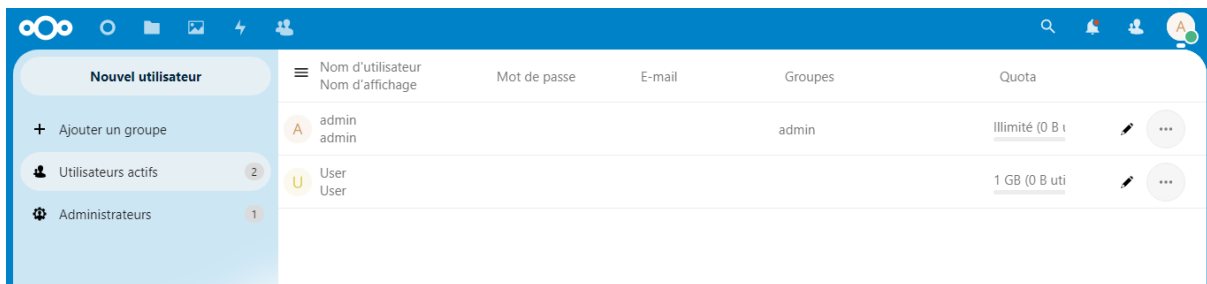 A
Nouvel utilisateur
Nom d'utilisateur
Nom d'affichage
Mot de passe
E-mail
Groupes
Quota
Ajouter un groupe
A
admin
admin
admin
Illimité (0 B u
Utilisateurs actifs
2
U
User
User
1 GB (0 B uti
Administrateurs
1